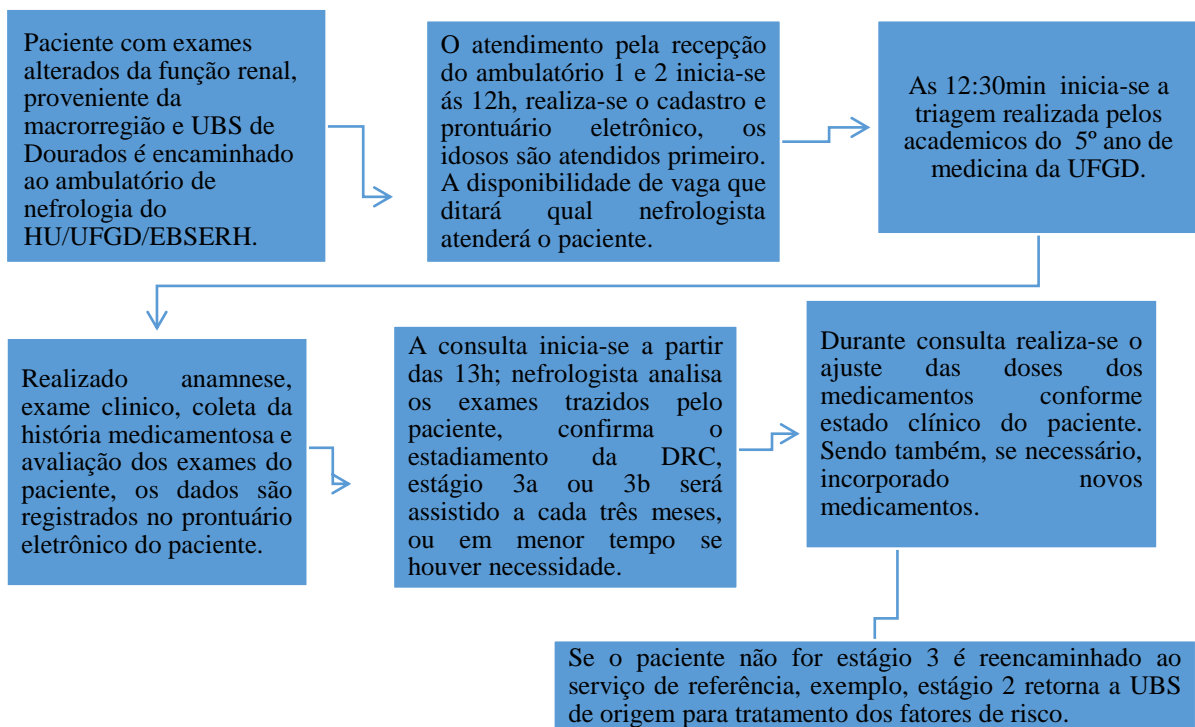 Paciente com exames
alterados da função renal,
proveniente da
macrorregião e UBS de
Dourados é encaminhado
ao ambulatório de
nefrologia do
HU/UFGD/EBSERH.
O atendimento pela recepção
do ambulatório 1 e 2 inicia-se
ás 12h, realiza-se o cadastro e
prontuário eletrônico, os
idosos são atendidos primeiro.
A disponibilidade de vaga que
ditará qual nefrologista
atenderá o paciente.
As 12:30min inicia-se a
triagem realizada pelos
academicos do 5º ano de
medicina da UFGD.
Realizado anamnese,
exame clinico, coleta da
história medicamentosa e
avaliação dos exames do
paciente, os dados são
registrados no prontuário
eletrônico do paciente.
A consulta inicia-se a partir
das 13h; nefrologista analisa
os exames trazidos pelo
paciente, confirma o
estadiamento da DRC,
estágio 3a ou 3b será
assistido a cada três meses,
ou em menor tempo se
houver necessidade.
Durante consulta realiza-se o
ajuste das doses dos
medicamentos conforme
estado clínico do paciente.
Sendo também, se necessário,
incorporado novos
medicamentos.
Se o paciente não for estágio 3 é reencaminhado ao
serviço de referência, exemplo, estágio 2 retorna a UBS
de origem para tratamento dos fatores de risco.